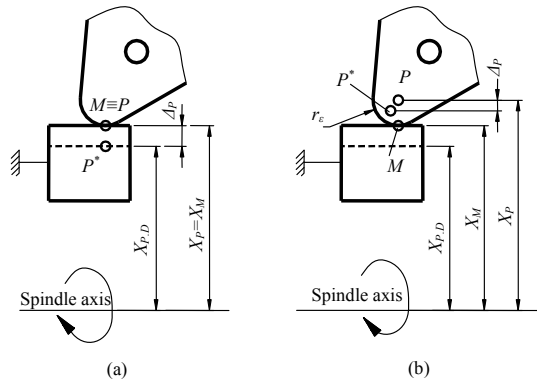 M≡P
Δ_P
P*
X_{P.D}
X_P=X_M
Spindle axis
(a)
P
Δ_P
P*
r_ε
M
X_{P.D}
X_M
X_P
Spindle axis
(b)